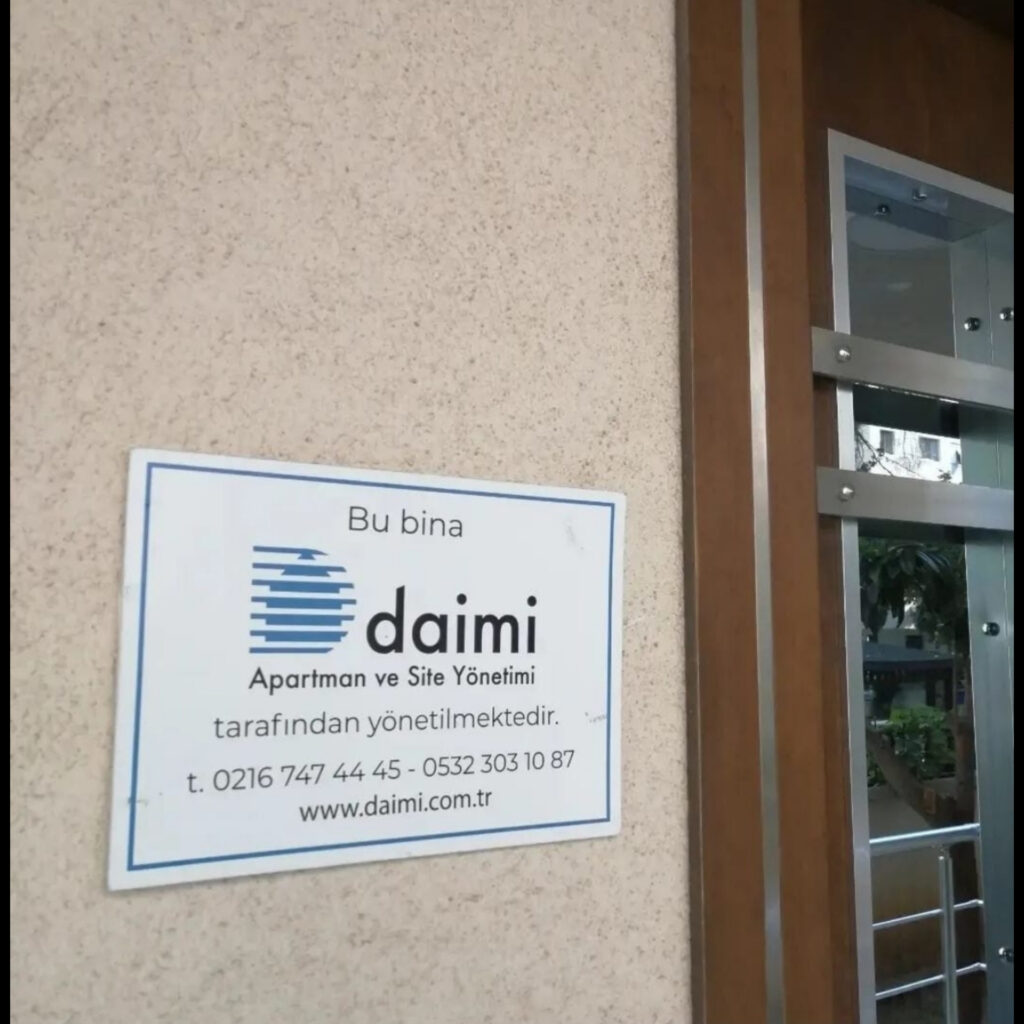 Bu bina
daimi
Apartman ve Site Yönetimi
tarafından yönetilmektedir.
t. 0216 747 44 45 - 0532 303 10 87
www.daimi.com.tr